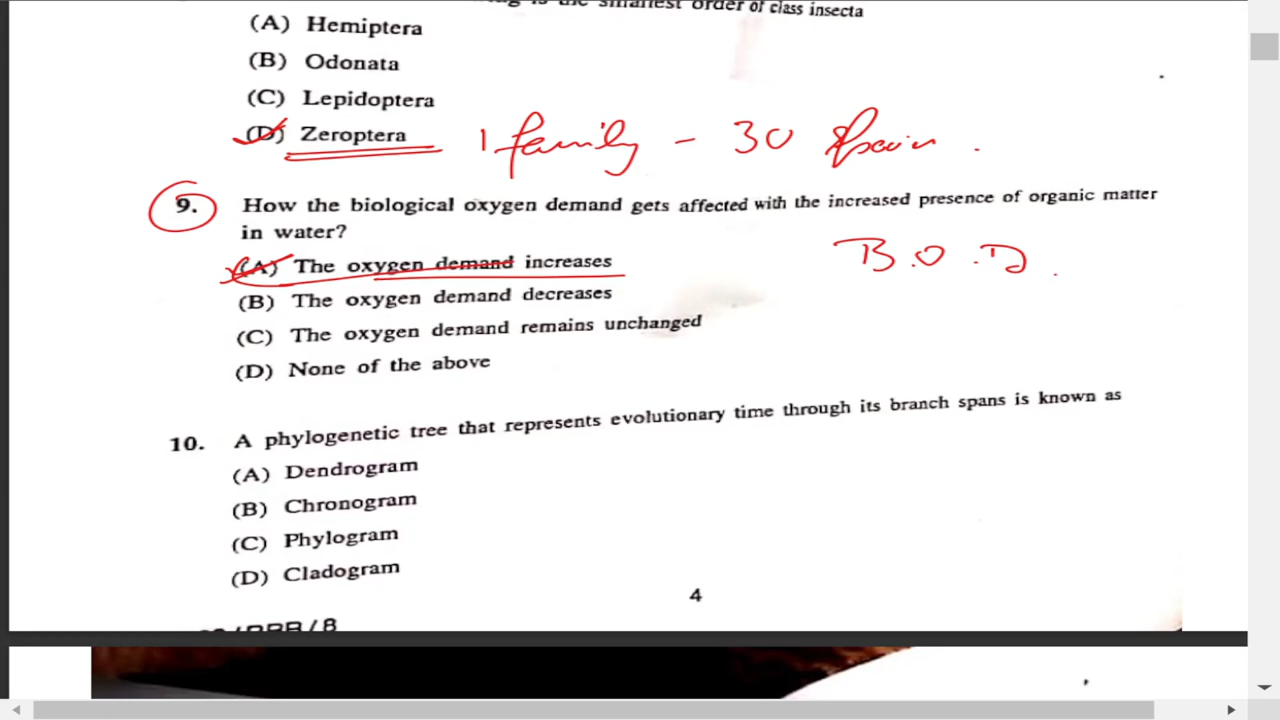 is the smallest order of class insecta
(A) Hemiptera
(B) Odonata
(C) Lepidoptera
(D) Zeroptera 1 family - 30
9. How the biological oxygen demand gets affected with the increased presence of organic matter
in water?
(A) The oxygen demand increases B.O.D.
(B) The oxygen demand decreases
(C) The oxygen demand remains unchanged
(D) None of the above
10. A phylogenetic tree that represents evolutionary time through its branch spans is known as
(A) Dendrogram
(B) Chronogram
(C) Phylogram
(D) Cladogram
4